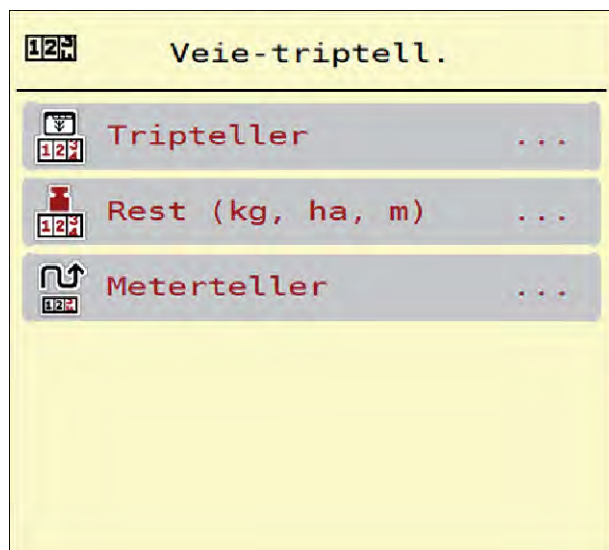 Veie-triptell.
Tripteller ...
Rest (kg, ha, m) ...
Meterteller ...